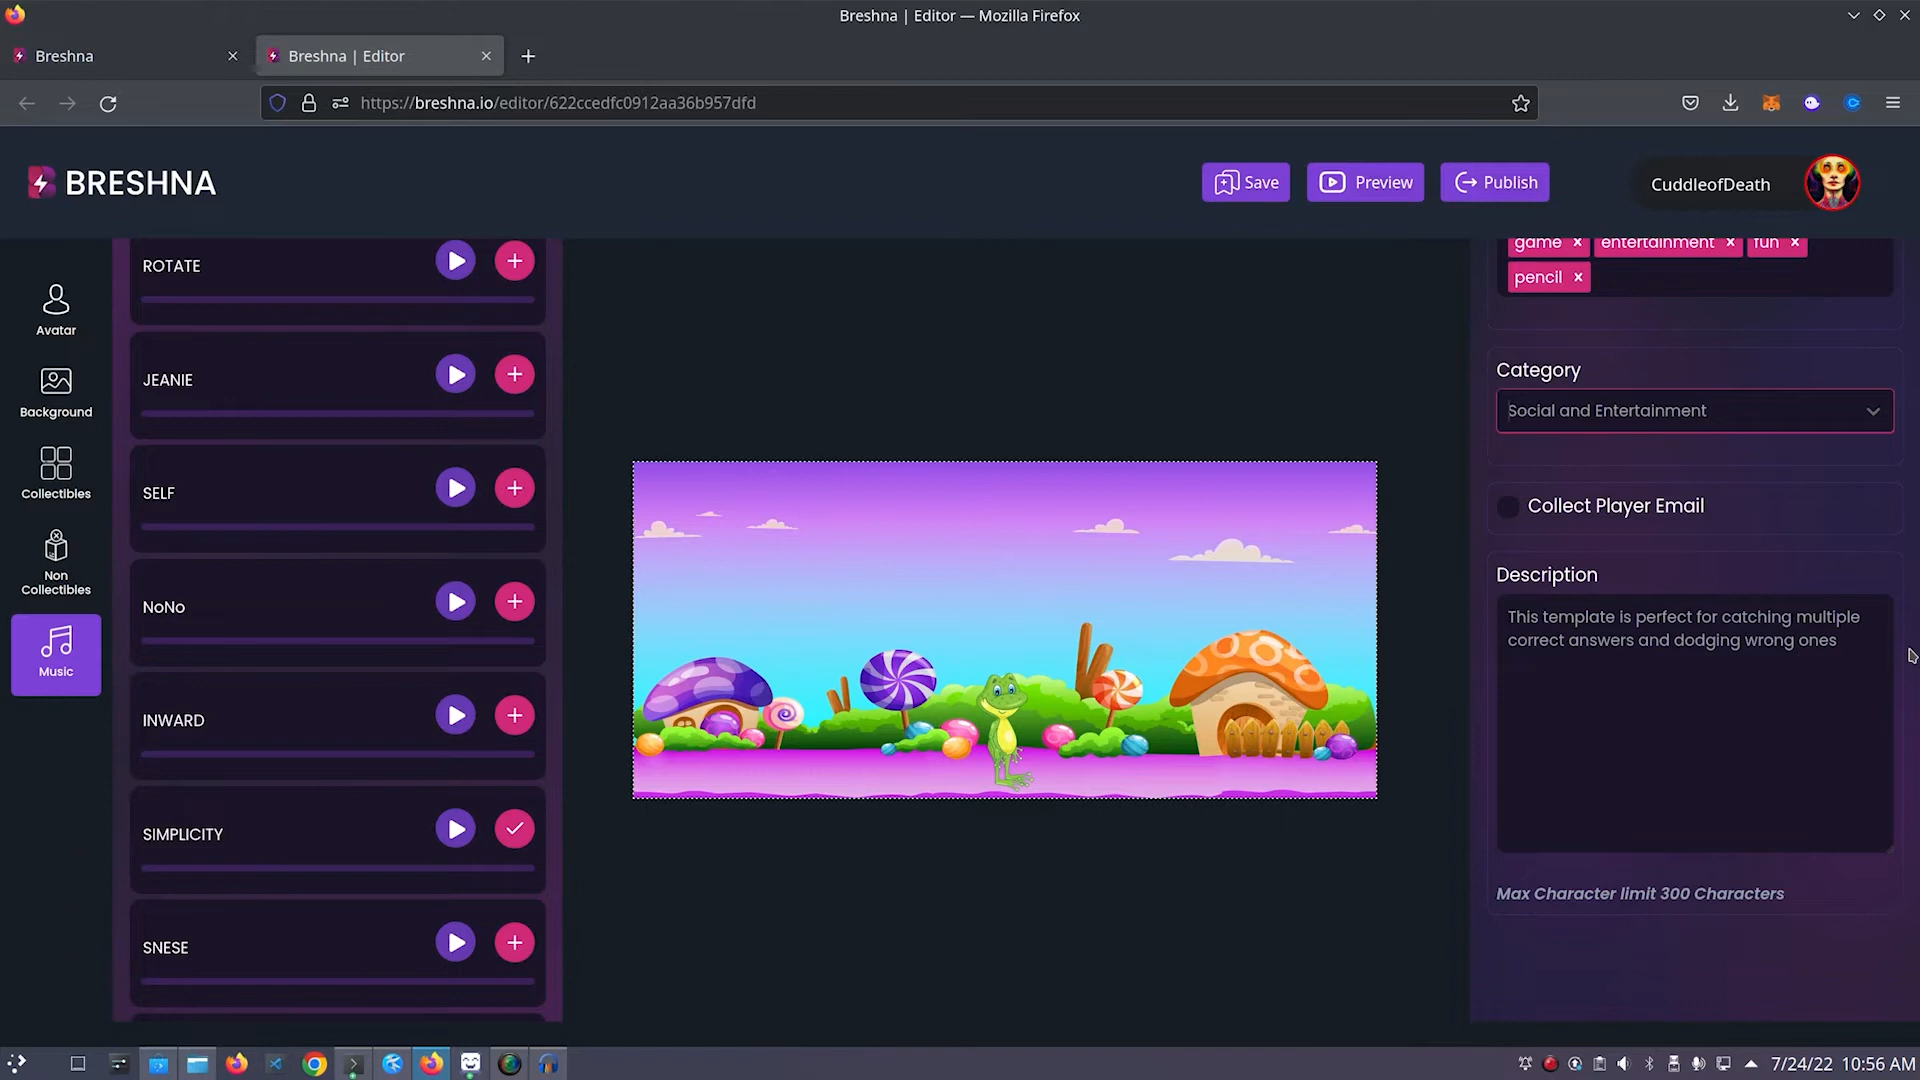 Breshna | Editor — Mozilla Firefox
Breshna
Breshna | Editor
https://breshna.io/editor/622ccedfc0912aa36b957dfd
BRESHNA
Save
Preview
Publish
CuddleofDeath
Avatar
Background
Collectibles
Non
Collectibles
Music
ROTATE
JEANIE
SELF
NoNo
INWARD
SIMPLICITY
SNESE
game × entertainment × fun ×
pencil ×
Category
Social and Entertainment
Collect Player Email
Description
This template is perfect for catching multiple
correct answers and dodging wrong ones
Max Character limit 300 Characters
7/24/22 10:56 AM